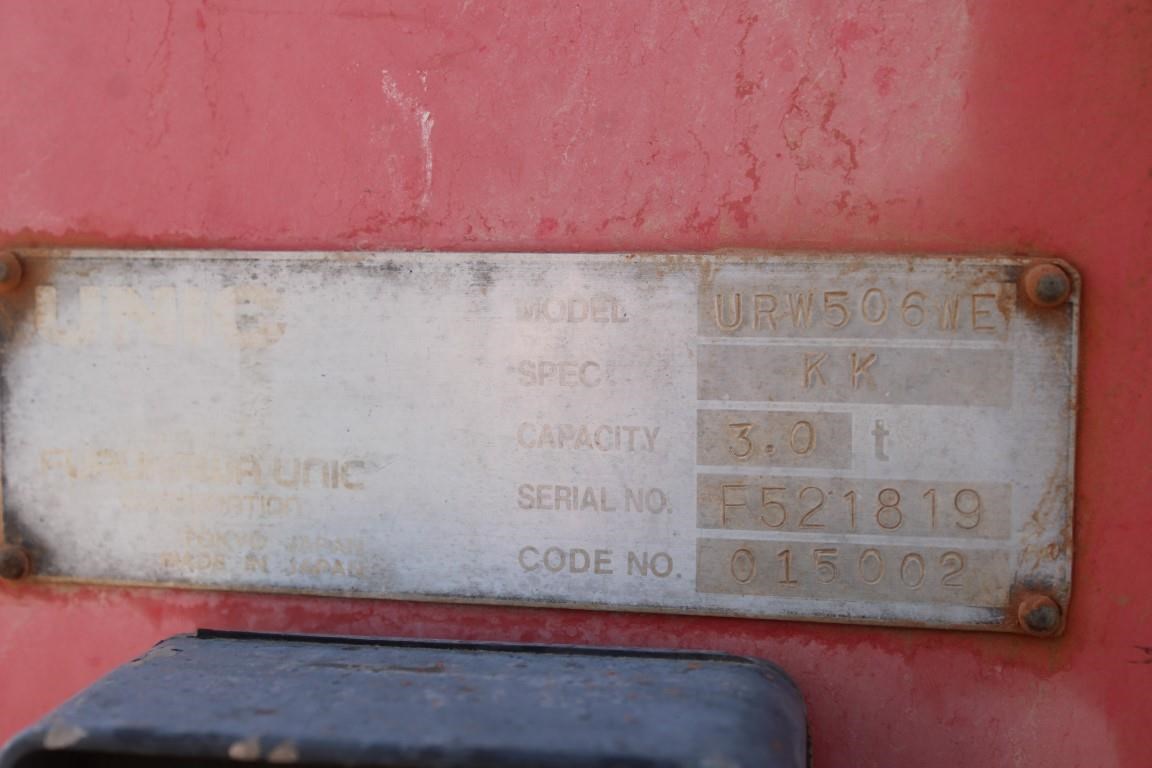 UNIC
FURUKAWA UNIC
CORPORATION
TOKYO JAPAN
MADE IN JAPAN
MODEL URW506WE
SPEC. KK
CAPACITY 3.0 t
SERIAL NO. F521819
CODE NO. 015002